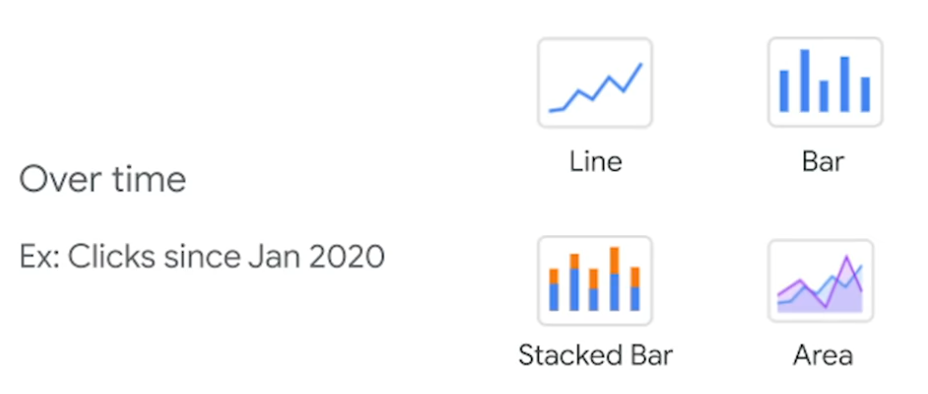 Over time
Ex: Clicks since Jan 2020
Line
Bar
Stacked Bar
Area